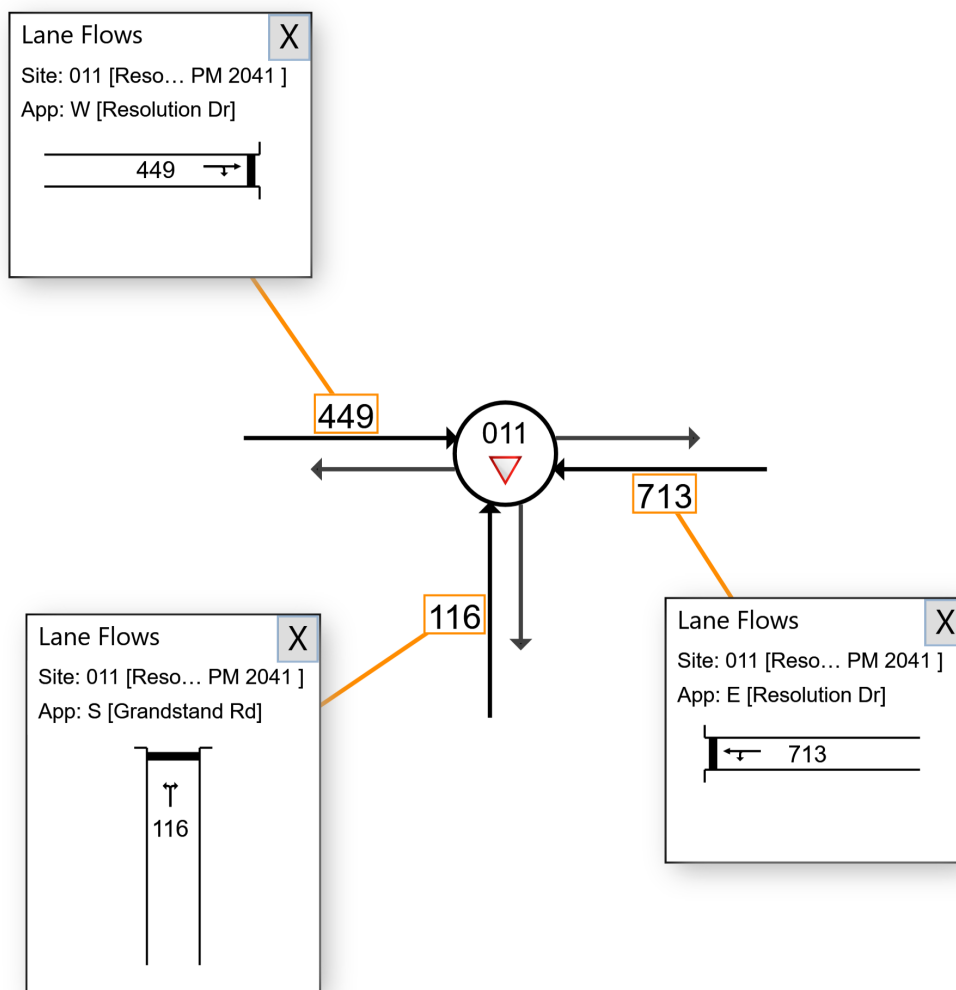 Lane Flows
X
Site: 011 [Reso... PM 2041 ]
App: W [Resolution Dr]
449
449
011
713
116
Lane Flows
X
Site: 011 [Reso... PM 2041 ]
App: S [Grandstand Rd]
116
Lane Flows
X
Site: 011 [Reso... PM 2041 ]
App: E [Resolution Dr]
713